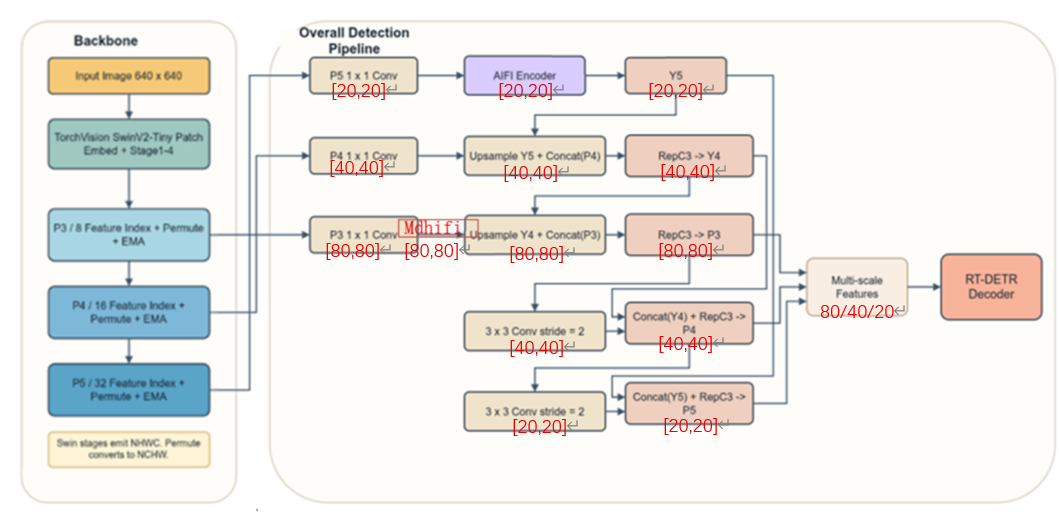 Backbone
Input Image 640 x 640
TorchVision SwinV2-Tiny Patch
Embed + Stage1-4
P3 / 8 Feature Index + Permute
+ EMA
P4 / 16 Feature Index +
Permute + EMA
P5 / 32 Feature Index +
Permute + EMA
Swin stages emit NHWC. Permute
converts to NCHW.
Overall Detection
Pipeline
P5 1 x 1 Conv
[20,20]↵
AIFI Encoder
[20,20]↵
Y5
[20,20]↵
P4 1 x 1 Conv
[40,40]↵
Upsample Y5 + Concat(P4)
[40,40]↵
RepC3 -> Y4
[40,40]↵
P3 1 x 1 Conv
[80,80]↵
Mdhifi
[80,80]↵
Upsample Y4 + Concat(P3)
[80,80]↵
RepC3 -> P3
[80,80]↵
3 x 3 Conv stride = 2
[40,40]↵
Concat(Y4) + RepC3 ->
P4
[40,40]↵
3 x 3 Conv stride = 2
[20,20]↵
Concat(Y5) + RepC3 ->
P5
[20,20]↵
Multi-scale
Features
80/40/20↵
RT-DETR
Decoder